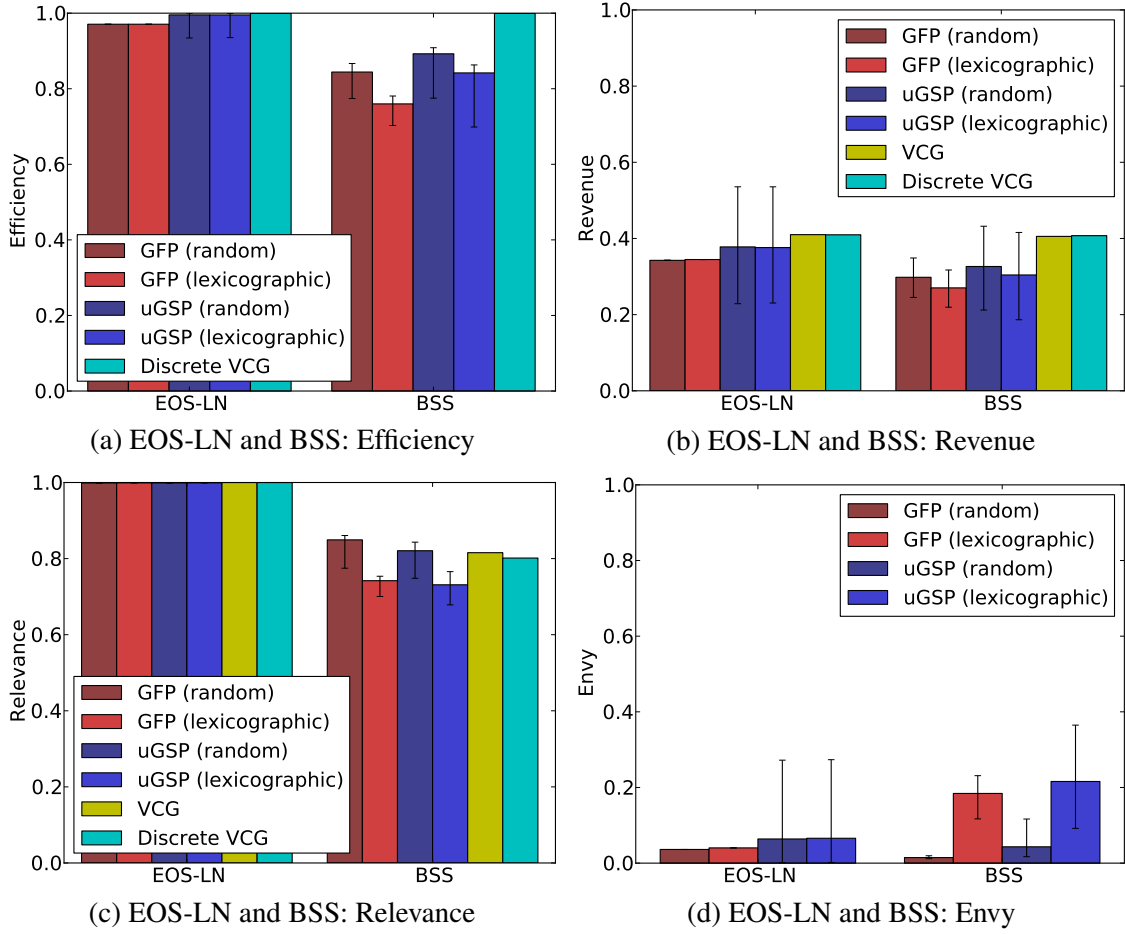 1.0
0.8
0.6
0.4
0.2
0.0
Efficiency
GFP (random)
GFP (lexicographic)
uGSP (random)
uGSP (lexicographic)
Discrete VCG
EOS-LN
BSS
(a) EOS-LN and BSS: Efficiency
1.0
0.8
0.6
0.4
0.2
0.0
Revenue
GFP (random)
GFP (lexicographic)
uGSP (random)
uGSP (lexicographic)
VCG
Discrete VCG
EOS-LN
BSS
(b) EOS-LN and BSS: Revenue
1.0
0.8
0.6
0.4
0.2
0.0
Relevance
GFP (random)
GFP (lexicographic)
uGSP (random)
uGSP (lexicographic)
VCG
Discrete VCG
EOS-LN
BSS
(c) EOS-LN and BSS: Relevance
1.0
0.8
0.6
0.4
0.2
0.0
Envy
GFP (random)
GFP (lexicographic)
uGSP (random)
uGSP (lexicographic)
EOS-LN
BSS
(d) EOS-LN and BSS: Envy